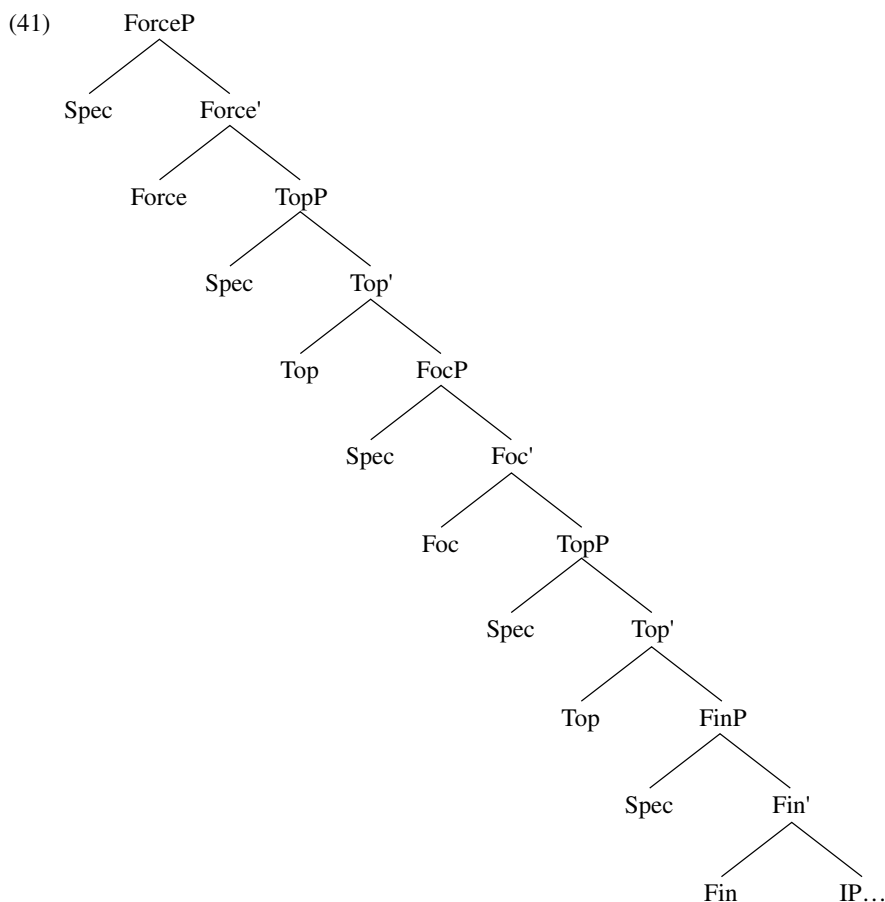 (41) ForceP
Spec Force'
Force TopP
Spec Top'
Top FocP
Spec Foc'
Foc TopP
Spec Top'
Top FinP
Spec Fin'
Fin IP…